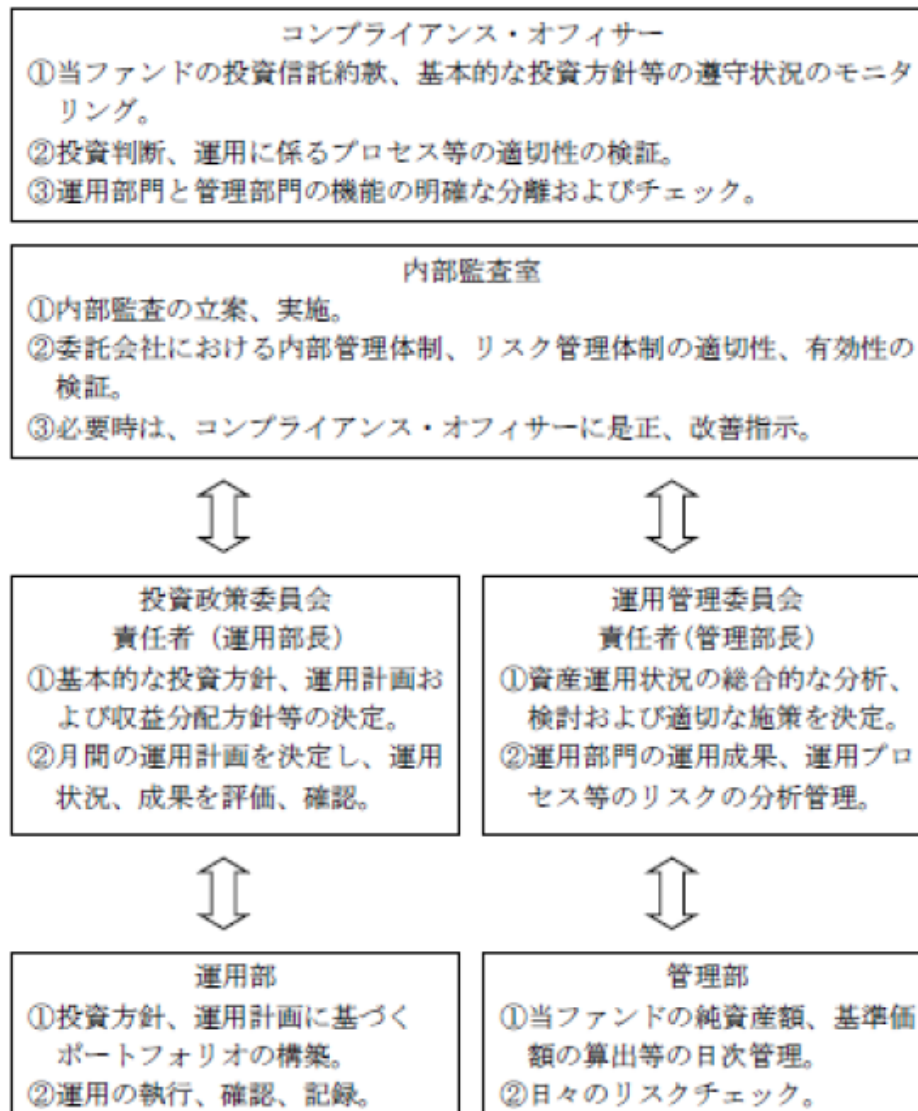 コンプライアンス・オフィサー
①当ファンドの投資信託約款、基本的な投資方針等の遵守状況のモニタ
リング。
②投資判断、運用に係るプロセス等の適切性の検証。
③運用部門と管理部門の機能の明確な分離およびチェック。
内部監査室
①内部監査の立案、実施。
②委託会社における内部管理体制、リスク管理体制の適切性、有効性の
検証。
③必要時は、コンプライアンス・オフィサーに是正、改善指示。
投資政策委員会
責任者（運用部長）
①基本的な投資方針、運用計画お
よび収益分配方針等の決定。
②月間の運用計画を決定し、運用
状況、成果を評価、確認。
運用管理委員会
責任者(管理部長）
①資産運用状況の総合的な分析、
検討および適切な施策を決定。
②運用部門の運用成果、運用プロ
セス等のリスクの分析管理。
運用部
①投資方針、運用計画に基づく
ポートフォリオの構築。
②運用の執行、確認、記録。
管理部
①当ファンドの純資産額、基準価
額の算出等の日次管理。
②日々のリスクチェック。